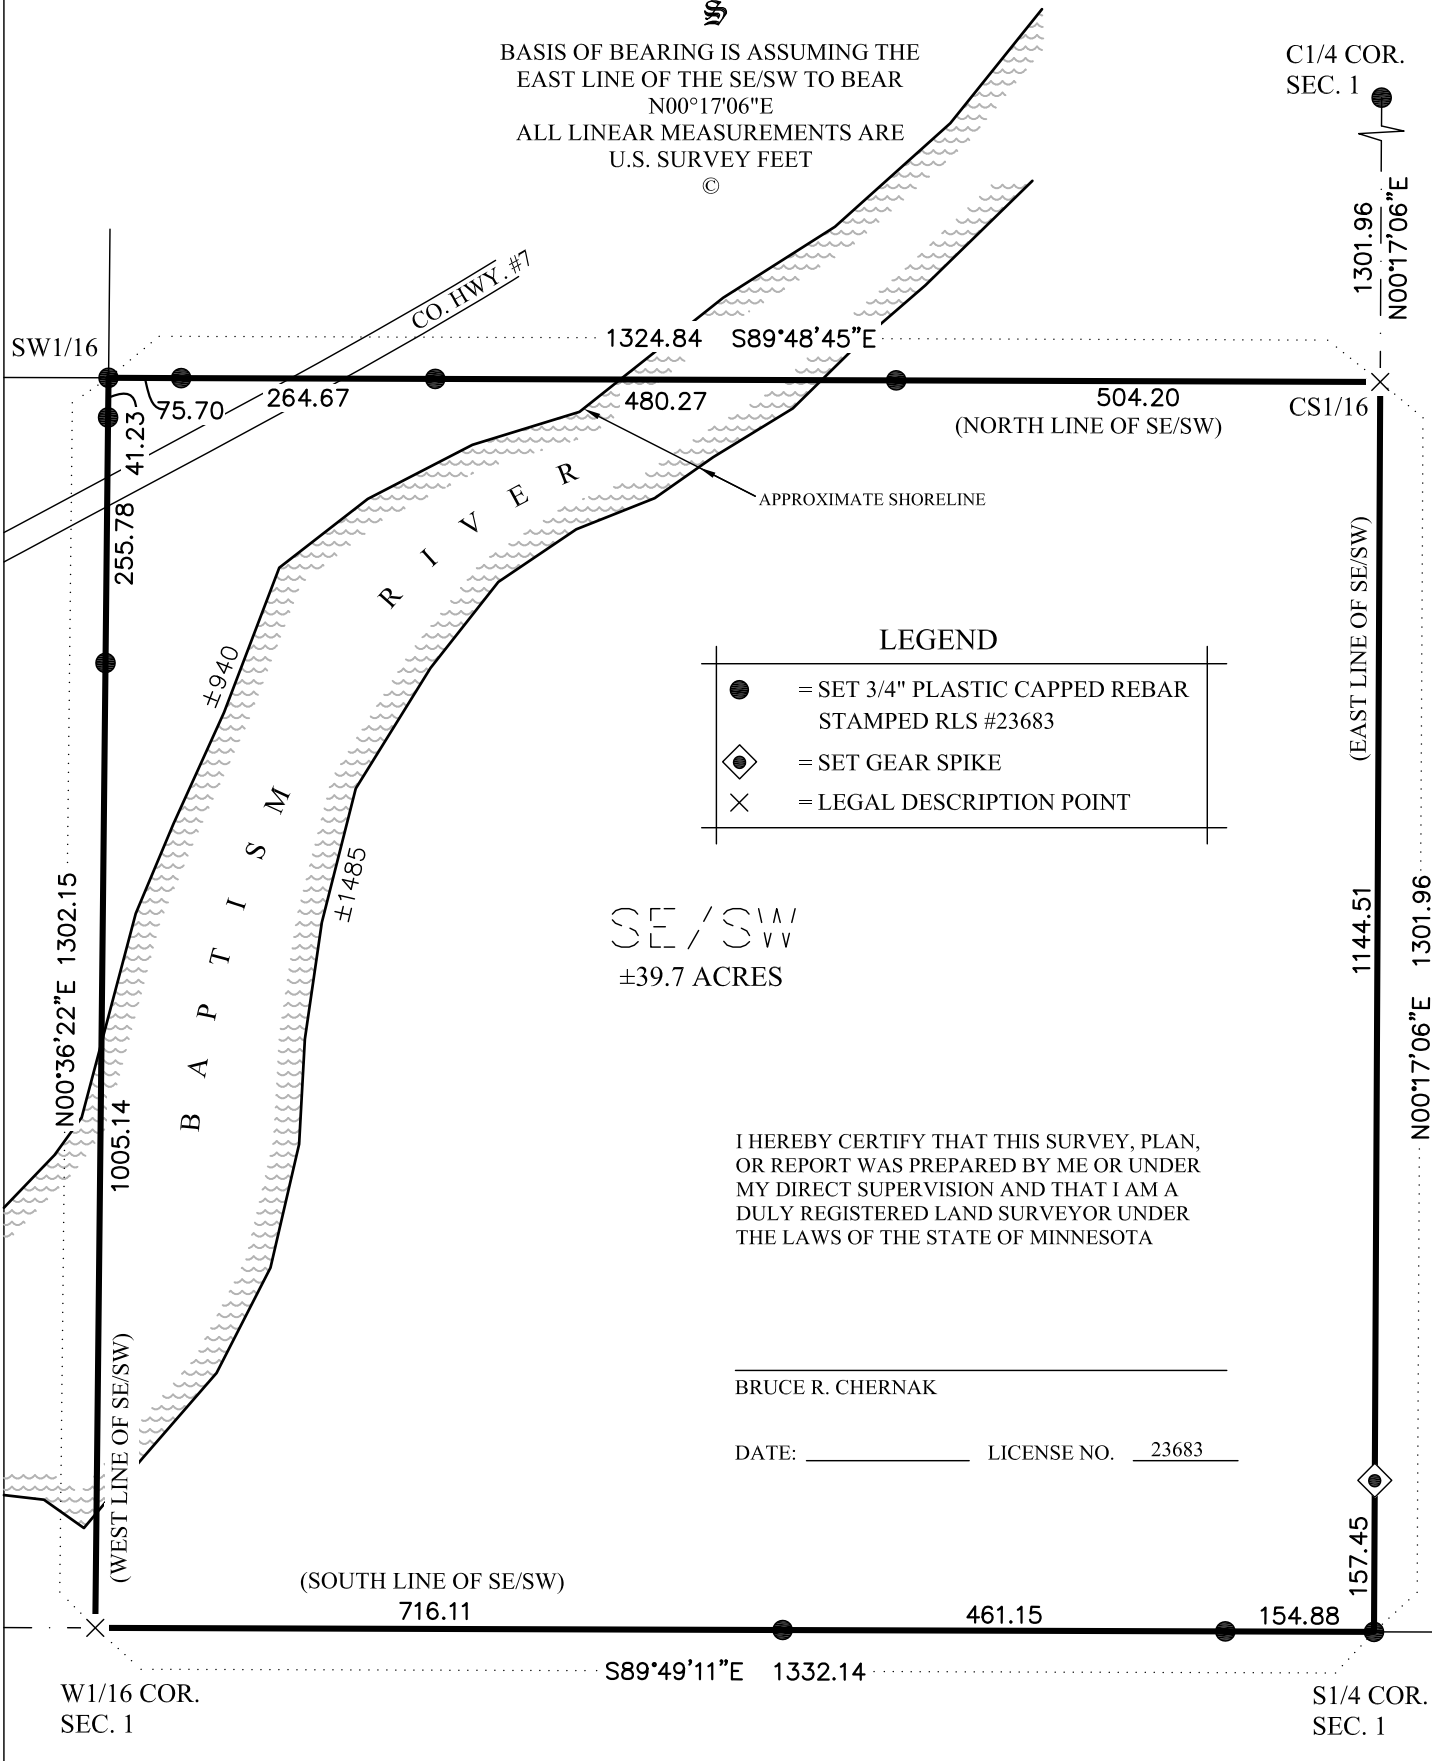 BASIS OF BEARING IS ASSUMING THE
EAST LINE OF THE SE/SW TO BEAR
N00°17'06"E
ALL LINEAR MEASUREMENTS ARE
U.S. SURVEY FEET
©
C1/4 COR.
SEC. 1
1301.96
N00°17'06"E
CO. HWY. #7
SW1/16
1324.84 S89°48'45"E
75.70
264.67
480.27
504.20
CS1/16
(NORTH LINE OF SE/SW)
41.23
255.78
APPROXIMATE SHORELINE
BAPTISM RIVER
±940
±1485
(EAST LINE OF SE/SW)
LEGEND
= SET 3/4" PLASTIC CAPPED REBAR
STAMPED RLS #23683
= SET GEAR SPIKE
= LEGAL DESCRIPTION POINT
SE/SW
±39.7 ACRES
N00°36'22"E 1302.15
1005.14
1144.51
N00°17'06"E 1301.96
I HEREBY CERTIFY THAT THIS SURVEY, PLAN,
OR REPORT WAS PREPARED BY ME OR UNDER
MY DIRECT SUPERVISION AND THAT I AM A
DULY REGISTERED LAND SURVEYOR UNDER
THE LAWS OF THE STATE OF MINNESOTA
BRUCE R. CHERNAK
DATE: LICENSE NO. 23683
(WEST LINE OF SE/SW)
157.45
(SOUTH LINE OF SE/SW)
716.11
461.15
154.88
S89°49'11"E 1332.14
W1/16 COR.
SEC. 1
S1/4 COR.
SEC. 1